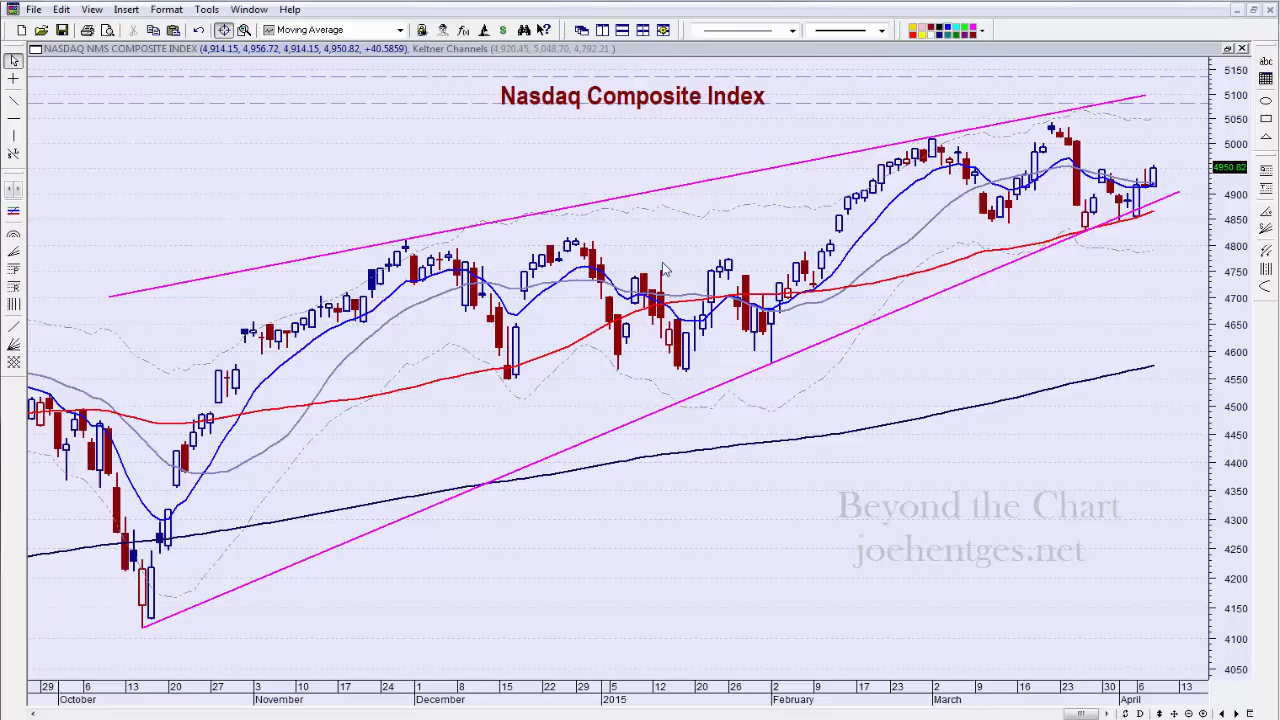 File Edit View Insert Format Tools Window Help
Moving Average
NASDAQ NMS COMPOSITE INDEX (4,914.15, 4,956.72, 4,914.15, 4,950.82, +40.5859), Keltner Channels (4,920.45, 5,048.70, 4,792.21 )
Nasdaq Composite Index
abc
5150
5100
5050
5000
4950.82
4900
4850
4800
4750
4700
4650
4600
4550
4500
4450
4400
4350
4300
4250
4200
4150
4100
4050
Beyond the Chart
joehentges.net
29 6 13 20 27 3 10 17 24 1 8 15 22 29 5 12 20 26 2 9 17 23 2 9 16 23 30 6 13
October November December 2015 February March April
D